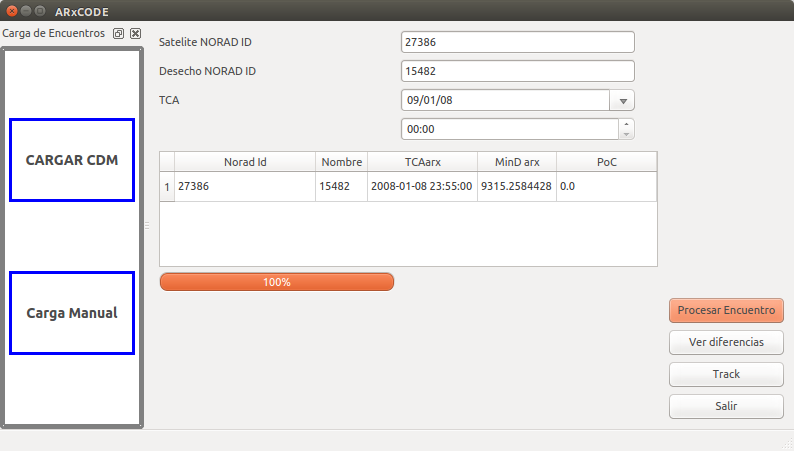 ARxCODE
Carga de Encuentros
CARGAR CDM
Carga Manual
Satelite NORAD ID 27386
Desecho NORAD ID 15482
TCA 09/01/08
00:00
Norad Id Nombre TCAarx MinD arx PoC
1 27386 15482 2008-01-08 23:55:00 9315.2584428 0.0
100%
Procesar Encuentro
Ver diferencias
Track
Salir